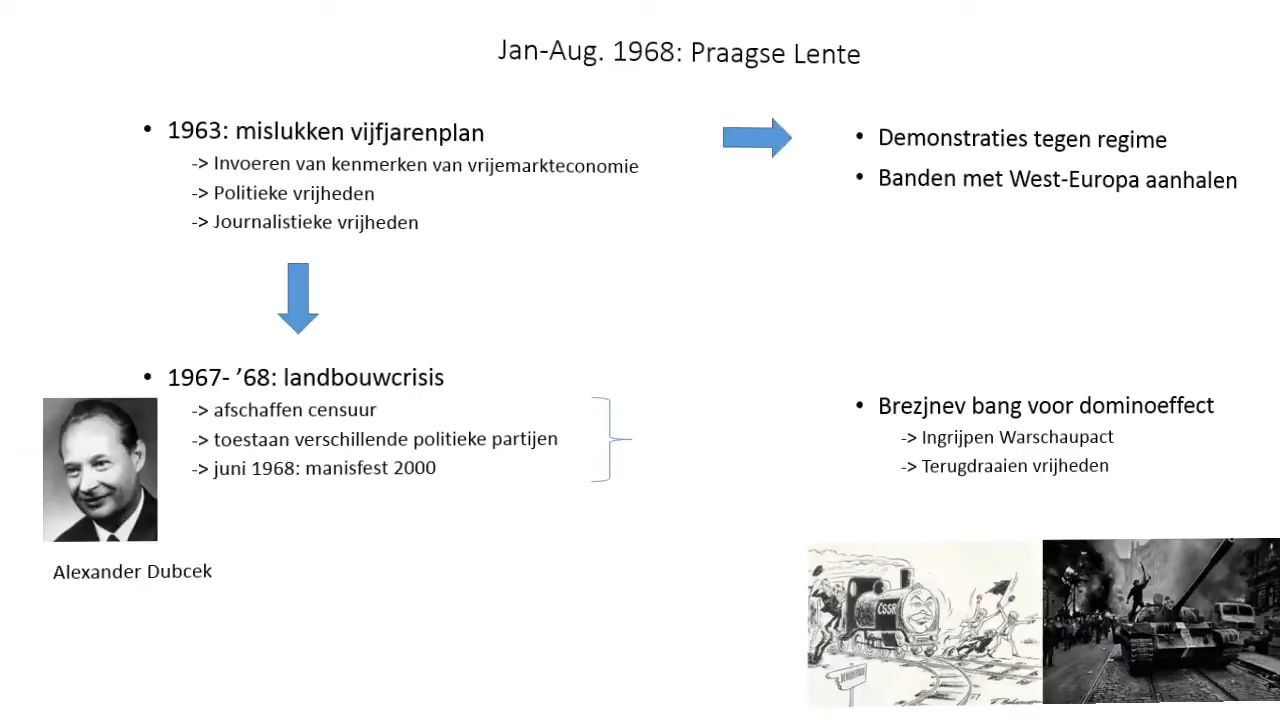 Jan-Aug. 1968: Praagse Lente
• 1963: mislukken vijfjarenplan
-> Invoeren van kenmerken van vrijemarkteconomie
-> Politieke vrijheden
-> Journalistieke vrijheden
• Demonstraties tegen regime
• Banden met West-Europa aanhalen
• 1967- ’68: landbouwcrisis
-> afschaffen censuur
-> toestaan verschillende politieke partijen
-> juni 1968: manisfest 2000
Alexander Dubcek
• Brezjnev bang voor dominoeffect
-> Ingrijpen Warschaupact
-> Terugdraaien vrijheden
ČSSR